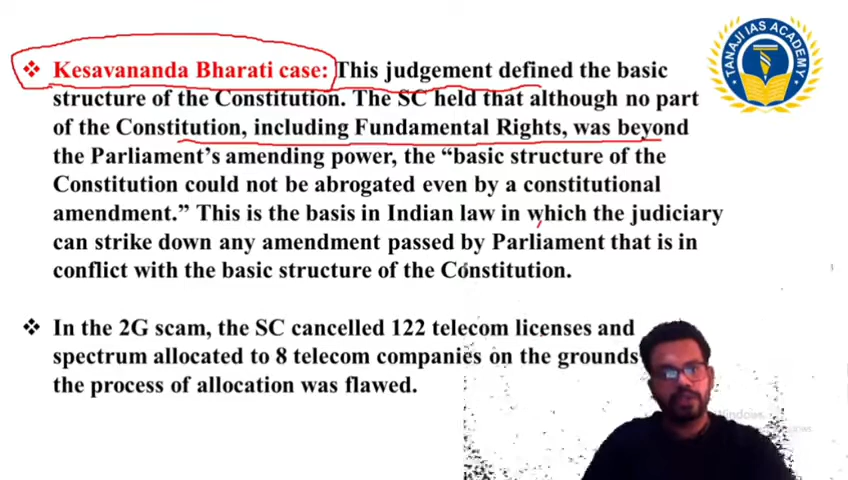 ❖ Kesavananda Bharati case: This judgement defined the basic
structure of the Constitution. The SC held that although no part
of the Constitution, including Fundamental Rights, was beyond
the Parliament's amending power, the “basic structure of the
Constitution could not be abrogated even by a constitutional
amendment.” This is the basis in Indian law in which the judiciary
can strike down any amendment passed by Parliament that is in
conflict with the basic structure of the Constitution.
❖ In the 2G scam, the SC cancelled 122 telecom licenses and
spectrum allocated to 8 telecom companies on the grounds
the process of allocation was flawed.
TANAJI IAS ACADEMY
Windows